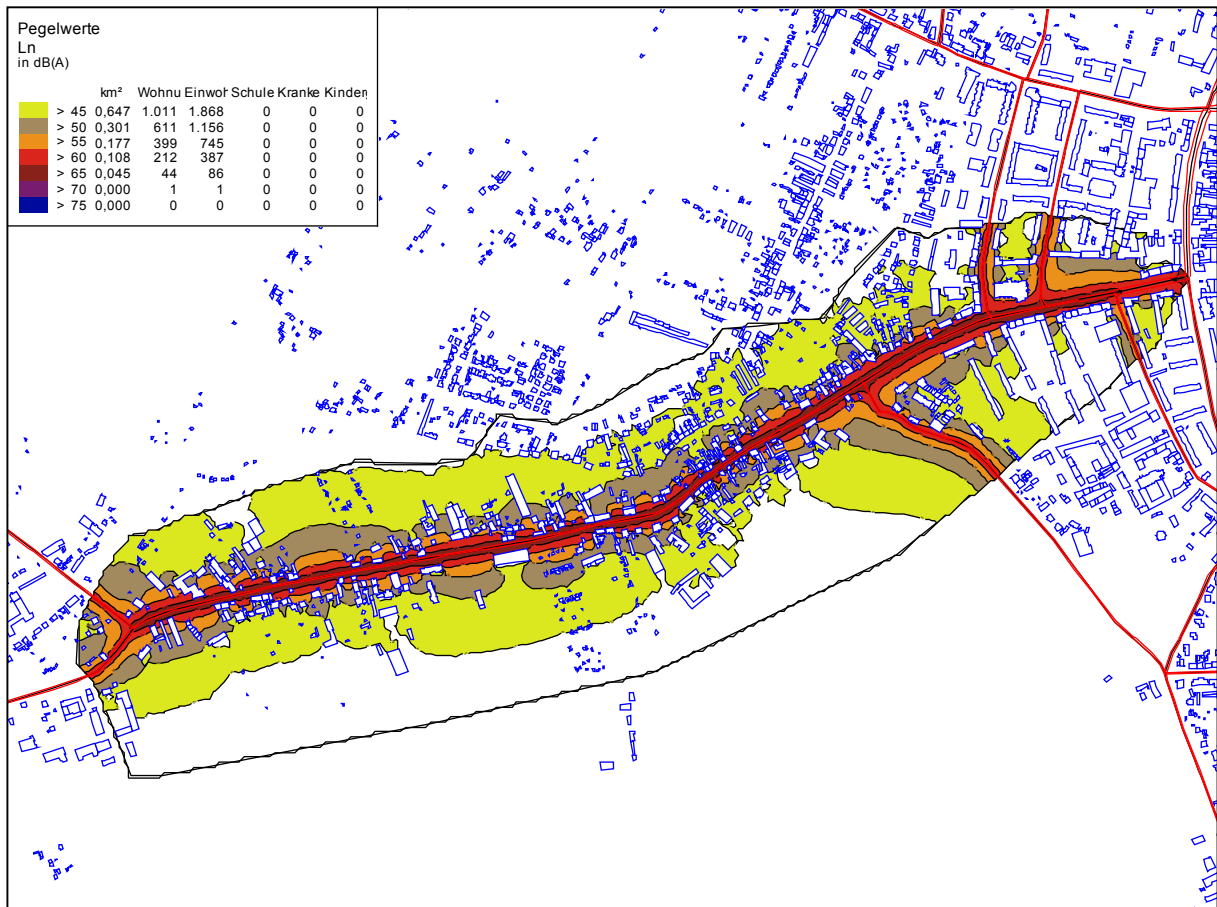 Pegelwerte
Ln
in dB(A)
km² Wohnu Einwoh Schule Kranke Kinder
> 45 0,647 1.011 1.868 0 0 0
> 50 0,301 611 1.156 0 0 0
> 55 0,177 399 745 0 0 0
> 60 0,108 212 387 0 0 0
> 65 0,045 44 86 0 0 0
> 70 0,000 1 1 0 0 0
> 75 0,000 0 0 0 0 0